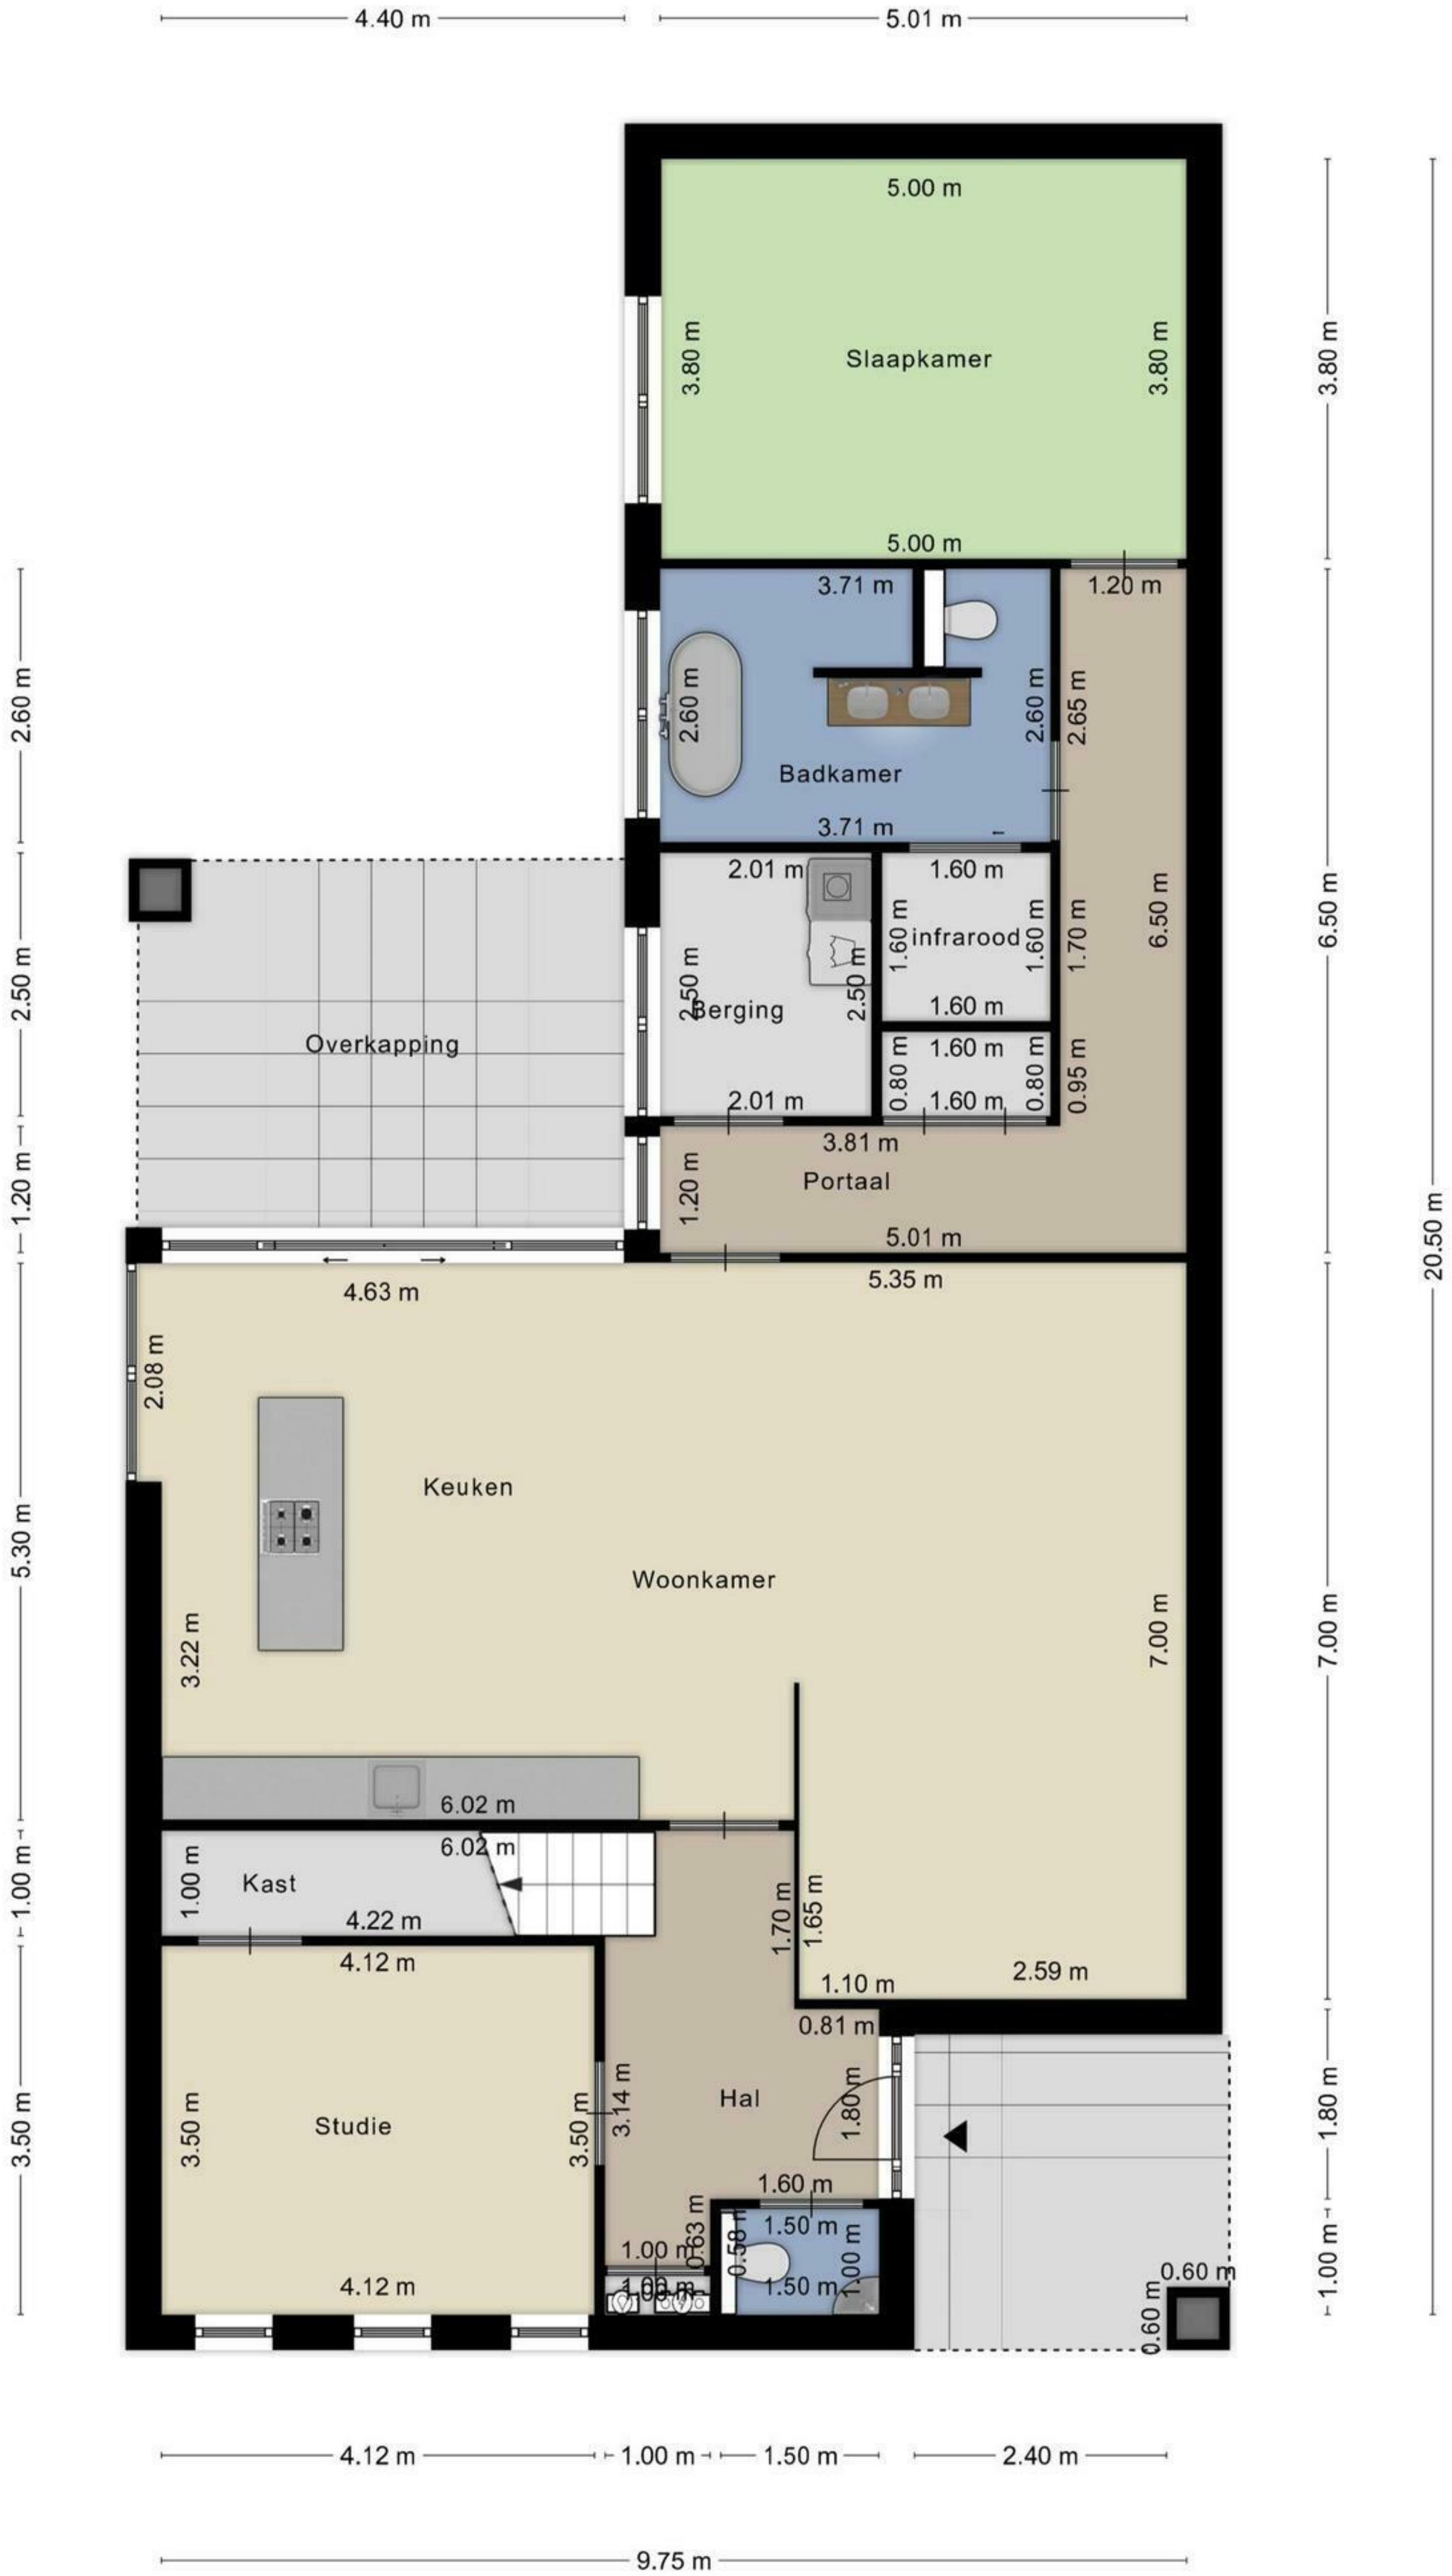 4.40 m
5.01 m
5.00 m
3.80 m
Slaapkamer
3.80 m
3.80 m
5.00 m
3.71 m
1.20 m
2.60 m
2.60 m
2.60 m
2.65 m
Badkamer
3.71 m
2.01 m
1.60 m
2.50 m
2.50 m
Berging
2.50 m
1.60 m
infrarood
1.60 m
1.70 m
6.50 m
6.50 m
1.60 m
Overkapping
0.80 m
1.60 m
0.80 m
0.95 m
2.01 m
1.60 m
3.81 m
1.20 m
1.20 m
Portaal
5.01 m
20.50 m
4.63 m
5.35 m
2.08 m
Keuken
5.30 m
Woonkamer
3.22 m
7.00 m
7.00 m
6.02 m
6.02 m
1.00 m
1.00 m
Kast
4.22 m
1.70 m
1.65 m
4.12 m
1.10 m
2.59 m
0.81 m
3.50 m
3.50 m
Studie
3.50 m
3.14 m
Hal
1.80 m
1.80 m
1.60 m
0.63 m
0.58 m
1.50 m
1.00 m
1.00 m
1.00 m
4.12 m
1.00 m
1.50 m
0.60 m
0.60 m
4.12 m
1.00 m
1.50 m
2.40 m
9.75 m